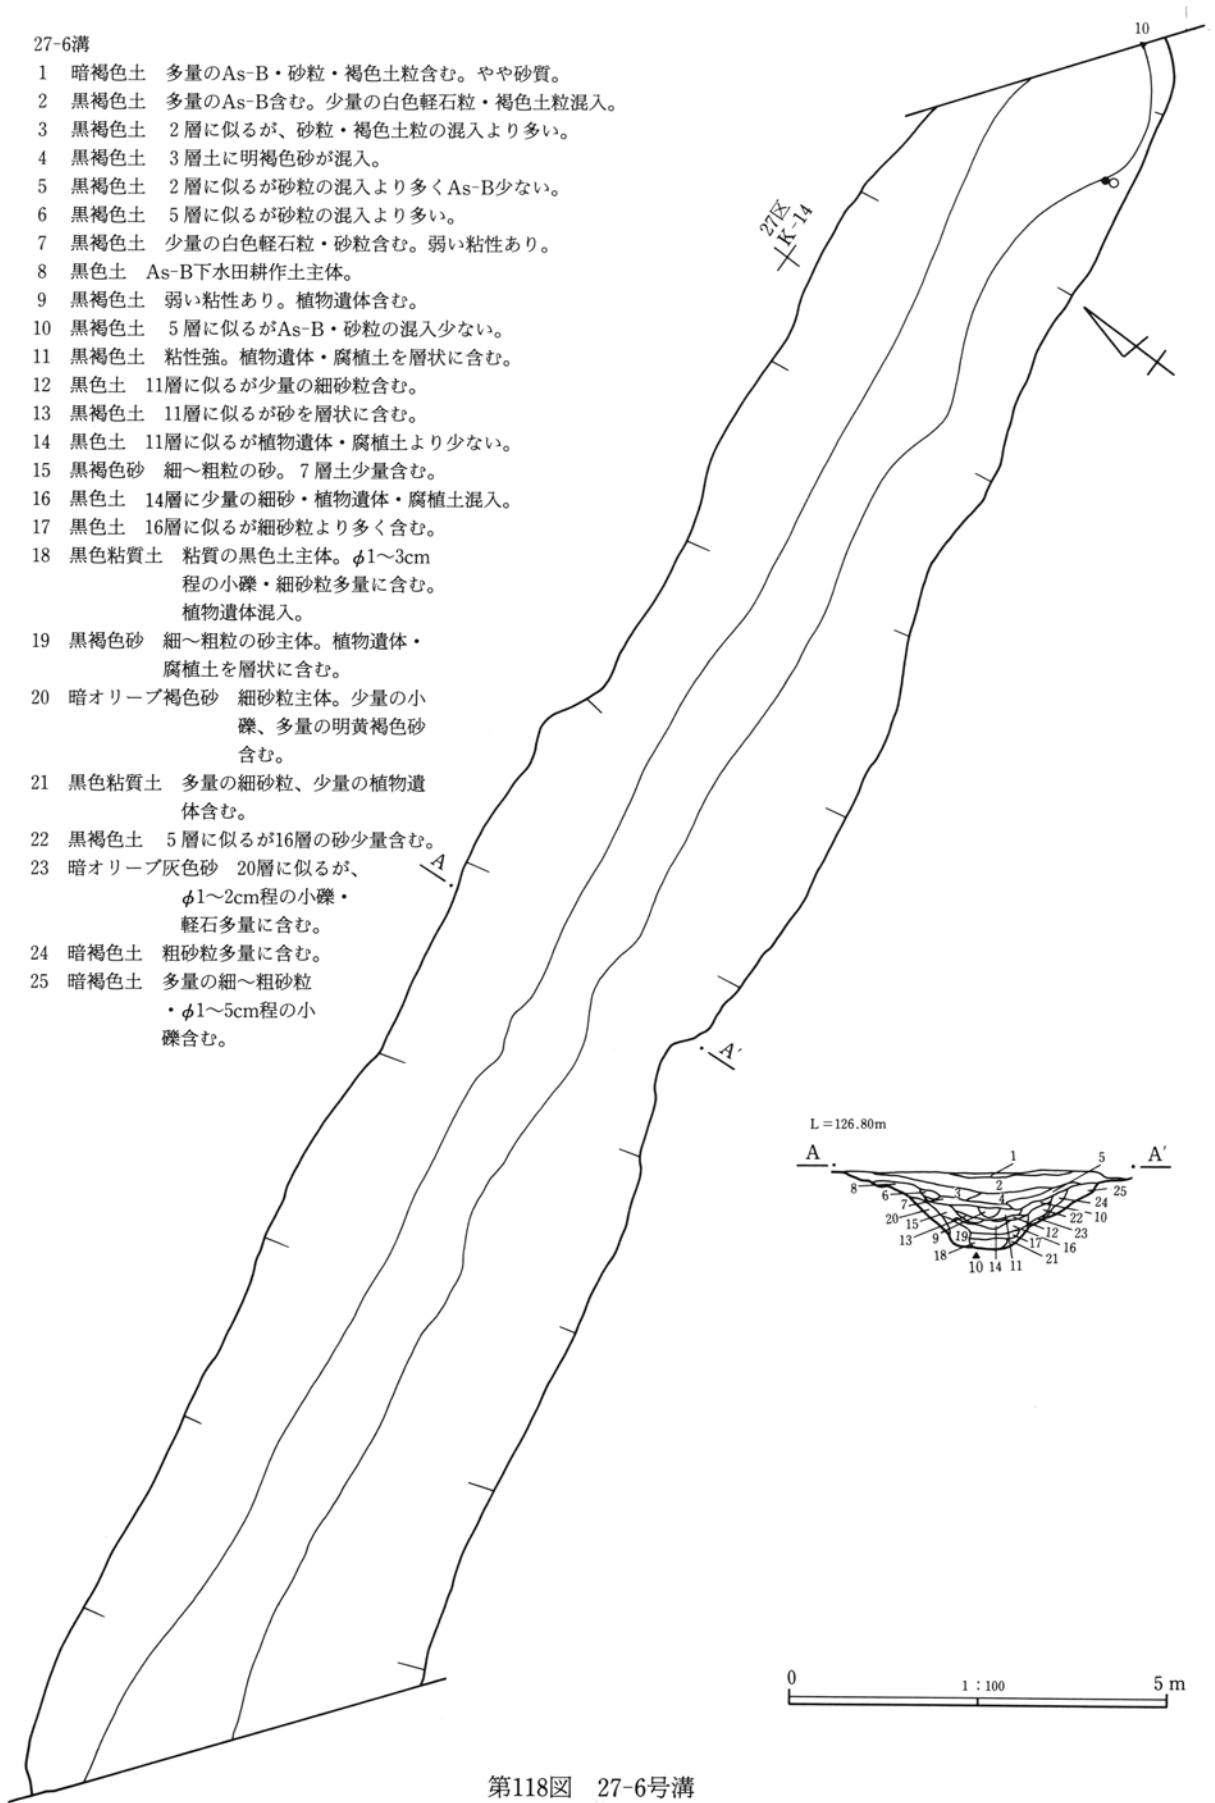 27-6溝
1 暗褐色土 多量のAs-B・砂粒・褐色土粒含む。やや砂質。
2 黒褐色土 多量のAs-B含む。少量の白色軽石粒・褐色土粒混入。
3 黒褐色土 2層に似るが、砂粒・褐色土粒の混入より多い。
4 黒褐色土 3層土に明褐色砂が混入。
5 黒褐色土 2層に似るが砂粒の混入より多くAs-B少ない。
6 黒褐色土 5層に似るが砂粒の混入より多い。
7 黒褐色土 少量の白色軽石粒・砂粒含む。弱い粘性あり。
8 黒色土 As-B下水田耕作土主体。
9 黒褐色土 弱い粘性あり。植物遺体含む。
10 黒褐色土 5層に似るがAs-B・砂粒の混入少ない。
11 黒褐色土 粘性強。植物遺体・腐植土を層状に含む。
12 黒色土 11層に似るが少量の細砂粒含む。
13 黒褐色土 11層に似るが砂を層状に含む。
14 黒色土 11層に似るが植物遺体・腐植土より少ない。
15 黒褐色砂 細〜粗粒の砂。7層土少量含む。
16 黒色土 14層に少量の細砂・植物遺体・腐植土混入。
17 黒色土 16層に似るが細砂粒より多く含む。
18 黒色粘質土 粘質の黒色土主体。φ1〜3cm
程の小礫・細砂粒多量に含む。
植物遺体混入。
19 黒褐色砂 細〜粗粒の砂主体。植物遺体・
腐植土を層状に含む。
20 暗オリーブ褐色砂 細砂粒主体。少量の小
礫、多量の明黄褐色砂
含む。
21 黒色粘質土 多量の細砂粒、少量の植物遺
体含む。
22 黒褐色土 5層に似るが16層の砂少量含む。
23 暗オリーブ灰色砂 20層に似るが、
φ1〜2cm程の小礫・
軽石多量に含む。
24 暗褐色土 粗砂粒多量に含む。
25 暗褐色土 多量の細〜粗砂粒
・φ1〜5cm程の小
礫含む。
10
27区
K-14
A
A′
L=126.80m
A
A′
1
5
2
8
6
3
4
25
7
24
20
15
22
10
13
9
19
12
23
18
17
16
10
14
11
21
0
1：100
5 m
第118図 27-6号溝